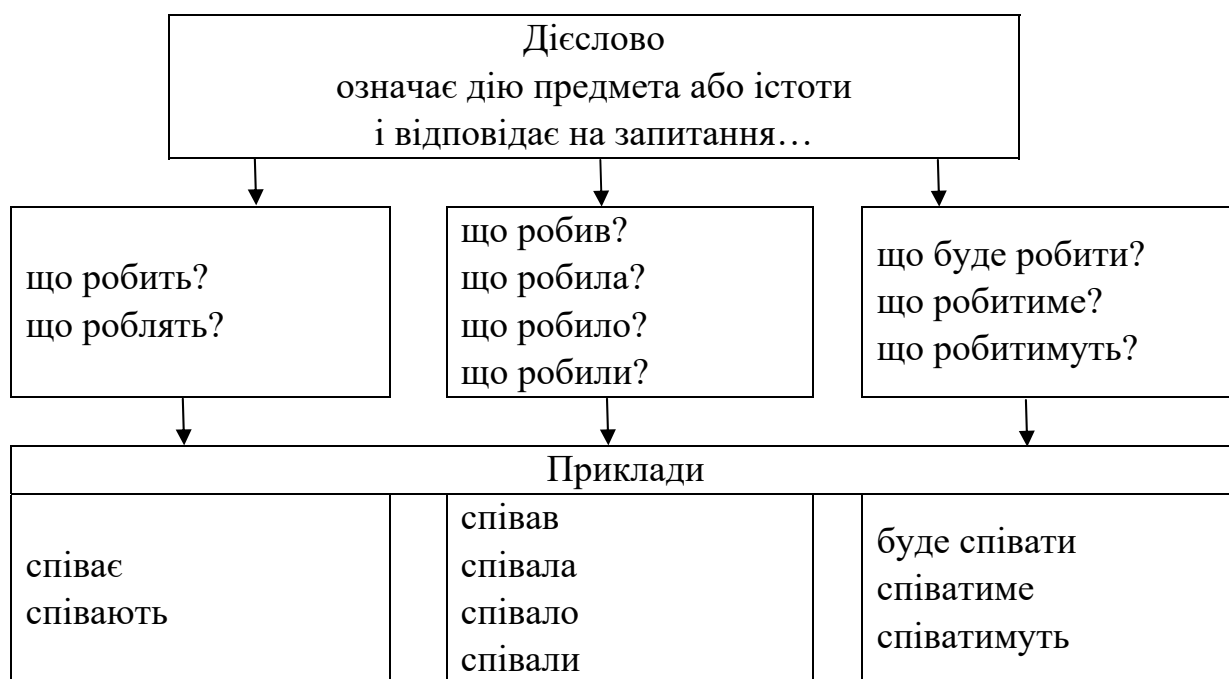 Дієслово
означає дію предмета або істоти
і відповідає на запитання…
що робить?
що роблять?
що робив?
що робила?
що робило?
що робили?
що буде робити?
що робитиме?
що робитимуть?
Приклади
співає
співають
співав
співала
співало
співали
буде співати
співатиме
співатимуть